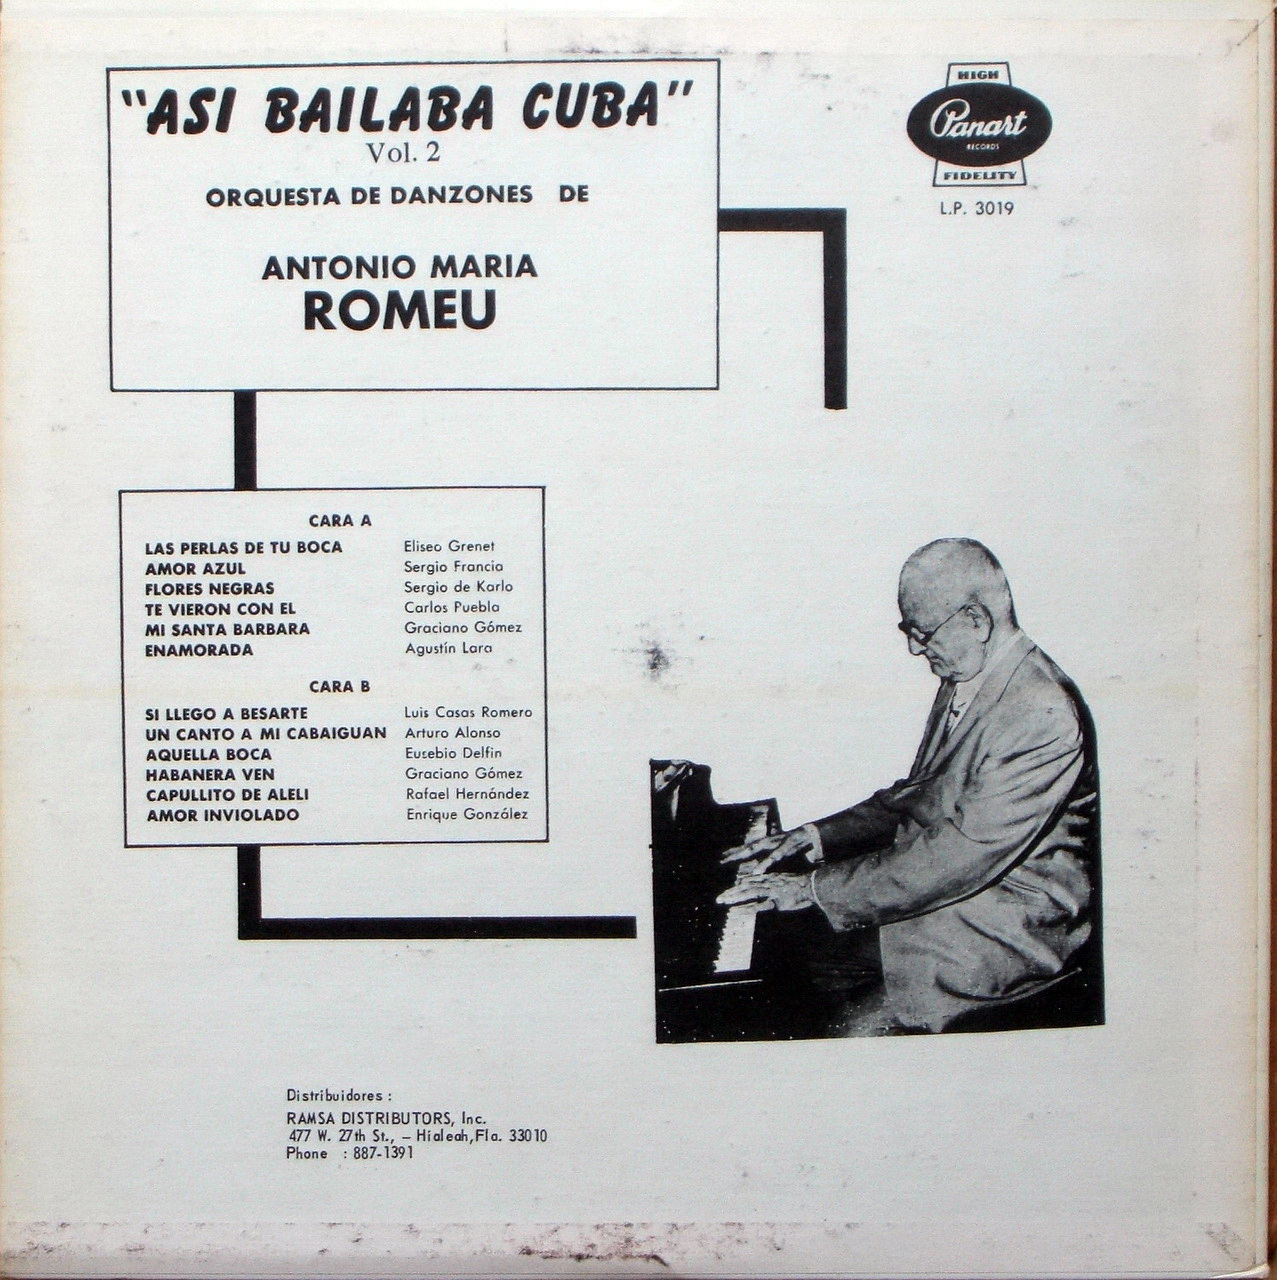 "ASI BAILABA CUBA"
Vol. 2
ORQUESTA DE DANZONES DE
ANTONIO MARIA
ROMEU
HIGH
Panart
RECORDS
FIDELITY
L.P. 3019
CARA A
LAS PERLAS DE TU BOCA Eliseo Grenet
AMOR AZUL Sergio Francia
FLORES NEGRAS Sergio de Karlo
TE VIERON CON EL Carlos Puebla
MI SANTA BARBARA Graciano Gómez
ENAMORADA Agustín Lara
CARA B
SI LLEGO A BESARTE Luis Casas Romero
UN CANTO A MI CABAIGUAN Arturo Alonso
AQUELLA BOCA Eusebio Delfin
HABANERA VEN Graciano Gómez
CAPULLITO DE ALELI Rafael Hernández
AMOR INVIOLADO Enrique González
Distribuidores :
RAMSA DISTRIBUTORS, Inc.
477 W. 27th St., – Hialeah,Fla. 33010
Phone : 887-1391